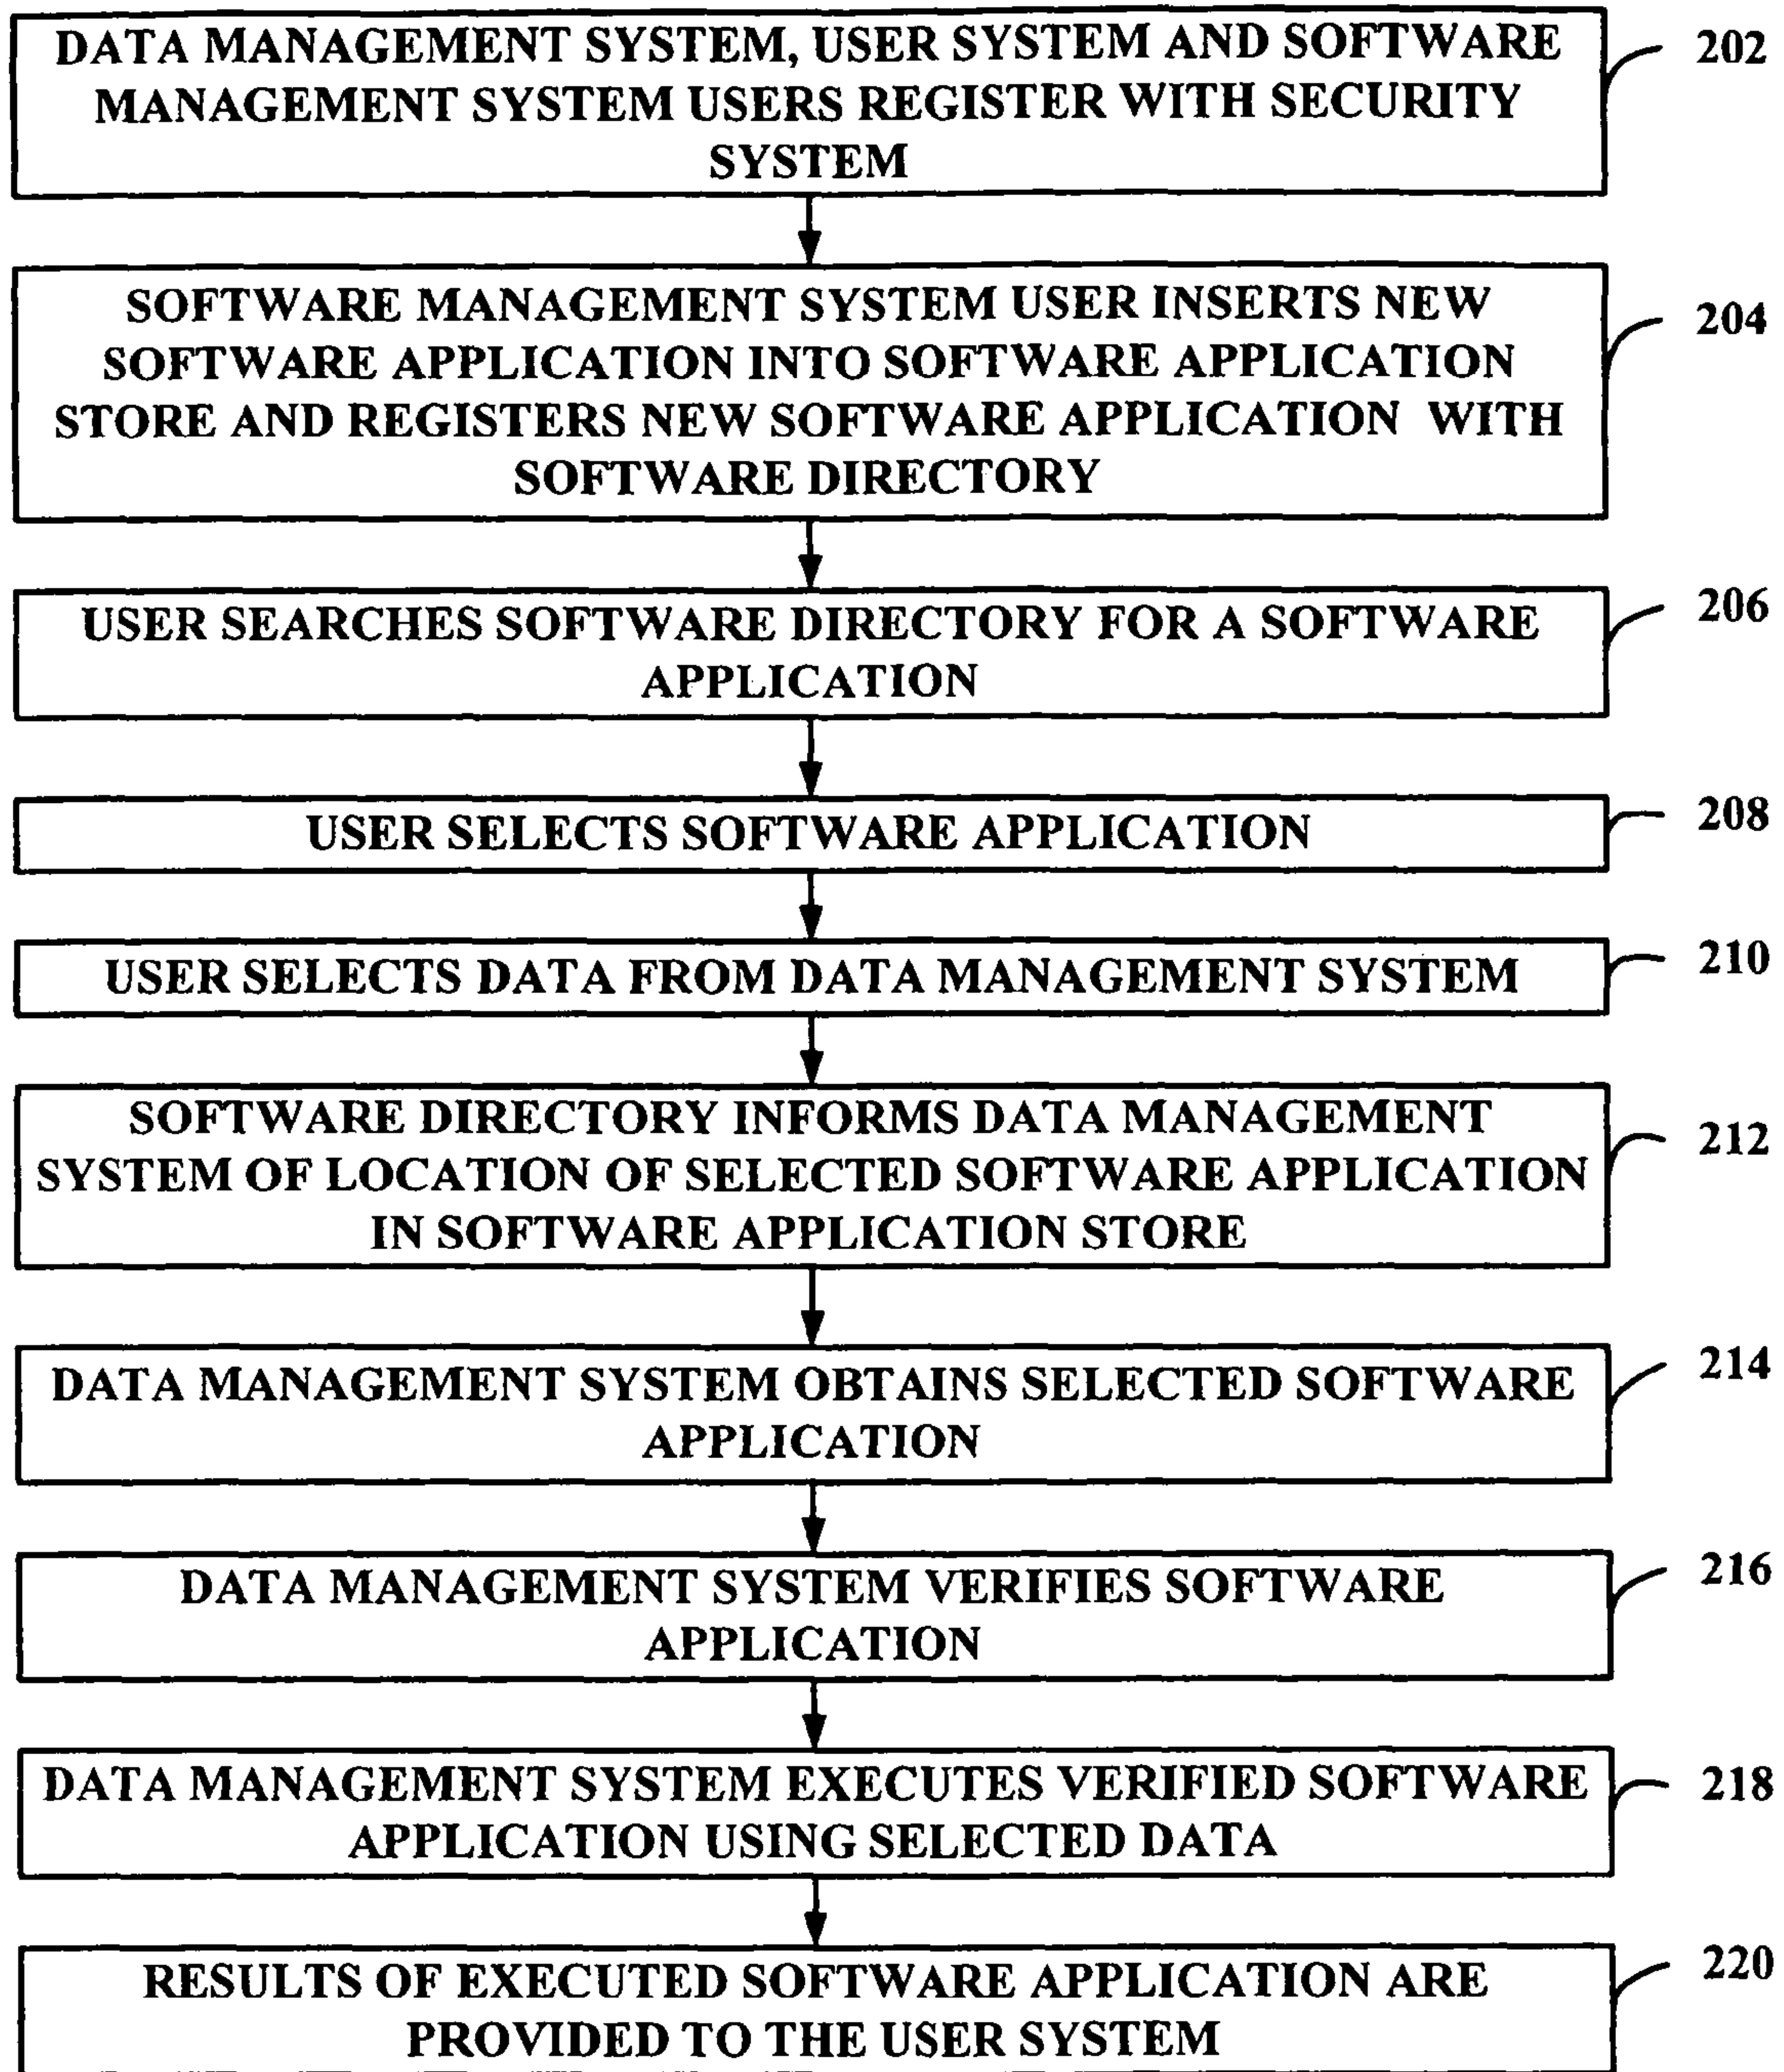 DATA MANAGEMENT SYSTEM, USER SYSTEM AND SOFTWARE
MANAGEMENT SYSTEM USERS REGISTER WITH SECURITY
SYSTEM
202
SOFTWARE MANAGEMENT SYSTEM USER INSERTS NEW
SOFTWARE APPLICATION INTO SOFTWARE APPLICATION
STORE AND REGISTERS NEW SOFTWARE APPLICATION WITH
SOFTWARE DIRECTORY
204
USER SEARCHES SOFTWARE DIRECTORY FOR A SOFTWARE
APPLICATION
206
USER SELECTS SOFTWARE APPLICATION
208
USER SELECTS DATA FROM DATA MANAGEMENT SYSTEM
210
SOFTWARE DIRECTORY INFORMS DATA MANAGEMENT
SYSTEM OF LOCATION OF SELECTED SOFTWARE APPLICATION
IN SOFTWARE APPLICATION STORE
212
DATA MANAGEMENT SYSTEM OBTAINS SELECTED SOFTWARE
APPLICATION
214
DATA MANAGEMENT SYSTEM VERIFIES SOFTWARE
APPLICATION
216
DATA MANAGEMENT SYSTEM EXECUTES VERIFIED SOFTWARE
APPLICATION USING SELECTED DATA
218
RESULTS OF EXECUTED SOFTWARE APPLICATION ARE
PROVIDED TO THE USER SYSTEM
220